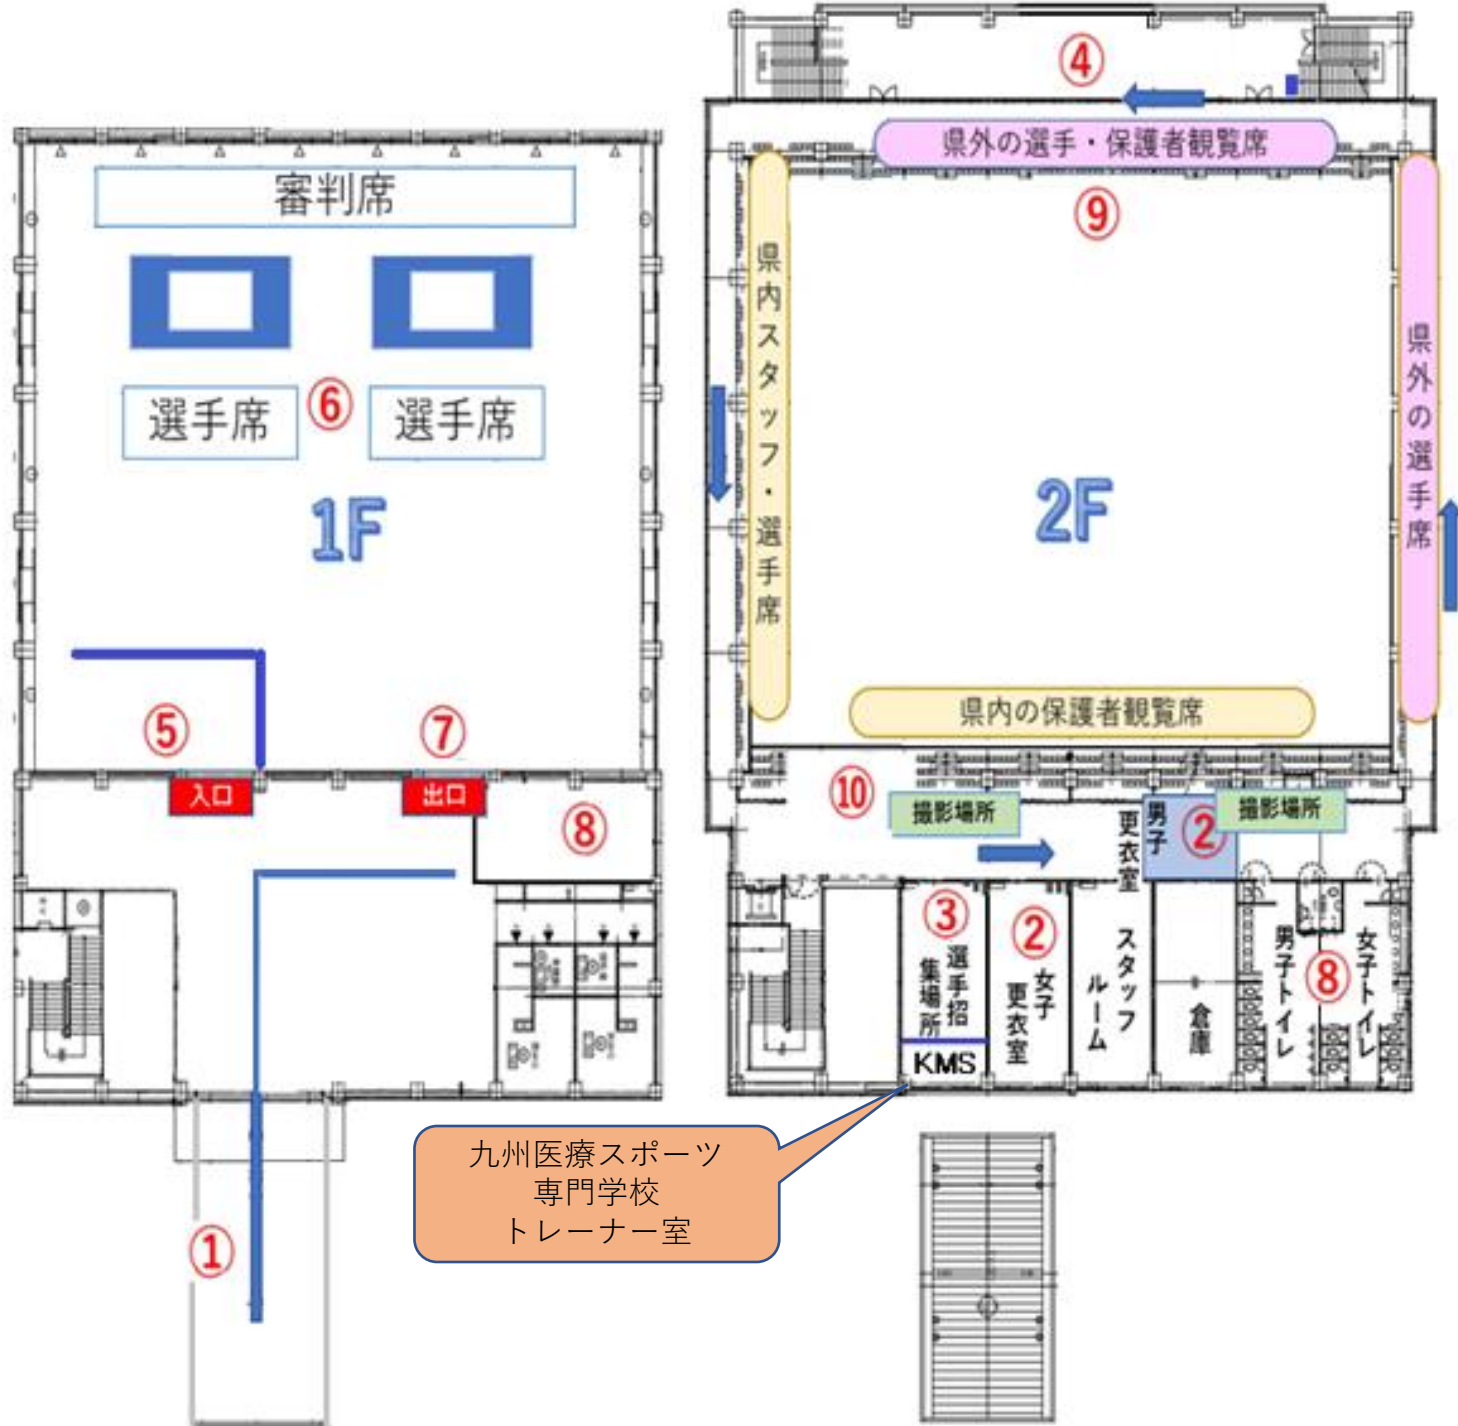 審判席
選手席
⑥
選手席
1F
⑤
⑦
入口
出口
⑧
①
④
県外の選手・保護者観覧席
⑨
県内スタッフ・選手席
県外の選手席
2F
県内の保護者観覧席
⑩
撮影場所
男子
更衣室
②
撮影場所
③
選手招
集場所
KMS
②
女子
更衣室
スタッフ
ルーム
倉庫
男子トイレ
⑧
女子トイレ
九州医療スポーツ
専門学校
トレーナー室